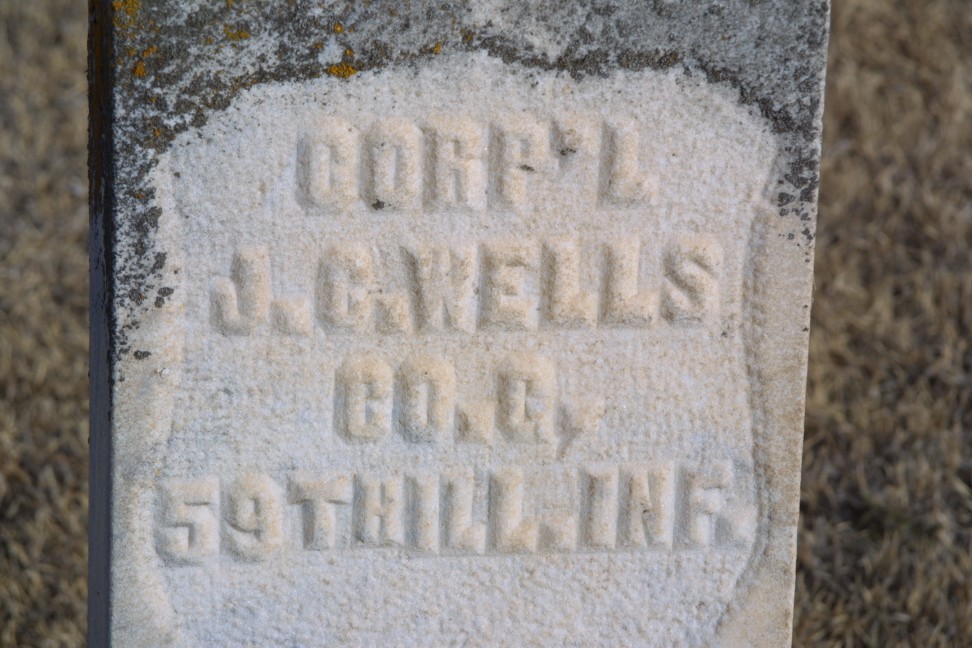 CORP'L
J.C.WELLS
CO.C,
59TH ILL.INF.